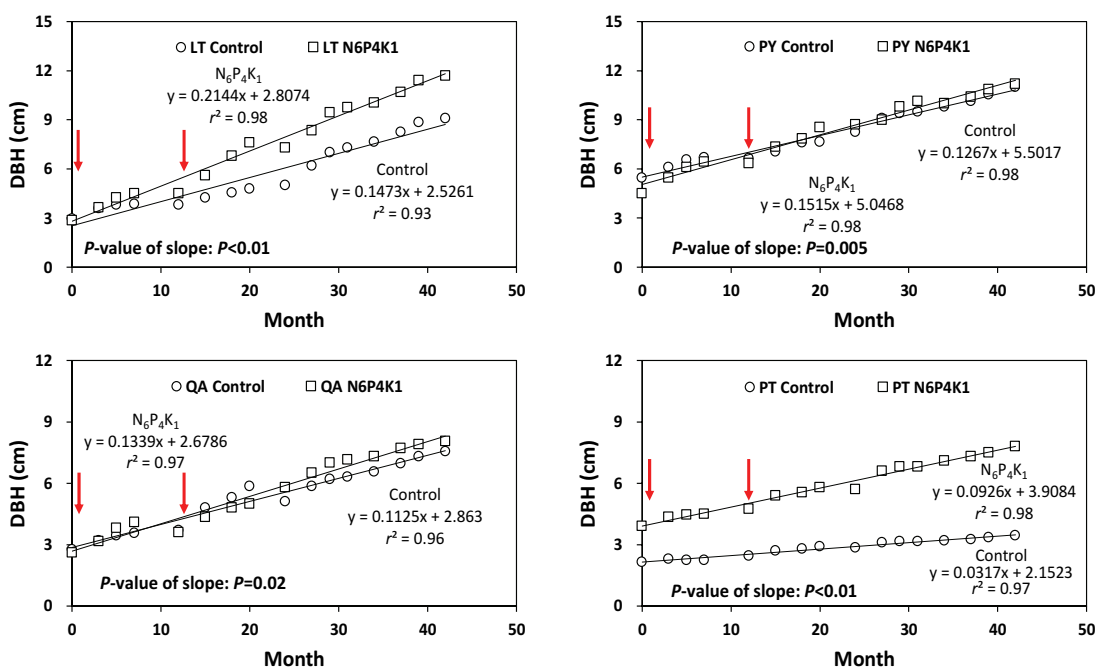 15
12
9
6
3
0
DBH (cm)
LT Control
LT N6P4K1
N₆P₄K₁
y = 0.2144x + 2.8074
r² = 0.98
Control
y = 0.1473x + 2.5261
r² = 0.93
P-value of slope: P<0.01
0 10 20 30 40 50
Month
15
12
9
6
3
0
DBH (cm)
PY Control
PY N6P4K1
Control
y = 0.1267x + 5.5017
r² = 0.98
N₆P₄K₁
y = 0.1515x + 5.0468
r² = 0.98
P-value of slope: P=0.005
0 10 20 30 40 50
Month
12
9
6
3
0
DBH (cm)
QA Control
QA N6P4K1
N₆P₄K₁
y = 0.1339x + 2.6786
r² = 0.97
Control
y = 0.1125x + 2.863
r² = 0.96
P-value of slope: P=0.02
0 10 20 30 40 50
Month
12
9
6
3
0
DBH (cm)
PT Control
PT N6P4K1
N₆P₄K₁
y = 0.0926x + 3.9084
r² = 0.98
Control
y = 0.0317x + 2.1523
r² = 0.97
P-value of slope: P<0.01
0 10 20 30 40 50
Month